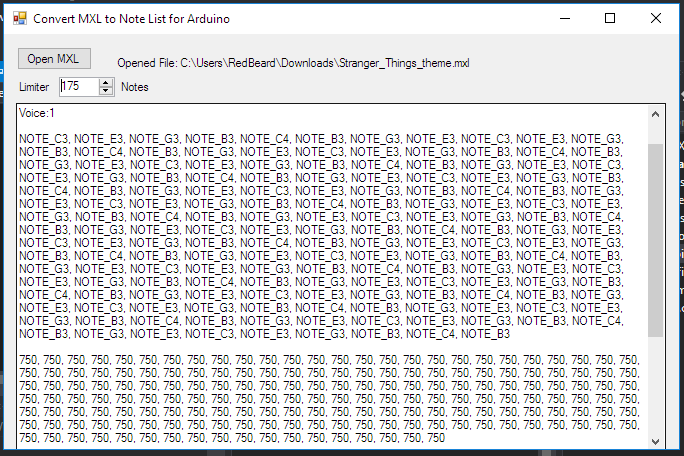 Convert MXL to Note List for Arduino
Open MXL
Opened File: C:\Users\RedBeard\Downloads\Stranger_Things_theme.mxl
Limiter 175 Notes
Voice:1
NOTE_C3, NOTE_E3, NOTE_G3, NOTE_B3, NOTE_C4, NOTE_B3, NOTE_G3, NOTE_E3, NOTE_C3, NOTE_E3, NOTE_G3,
NOTE_B3, NOTE_C4, NOTE_B3, NOTE_G3, NOTE_E3, NOTE_C3, NOTE_E3, NOTE_G3, NOTE_B3, NOTE_C4, NOTE_B3,
NOTE_G3, NOTE_E3, NOTE_C3, NOTE_E3, NOTE_G3, NOTE_B3, NOTE_C4, NOTE_B3, NOTE_G3, NOTE_E3, NOTE_C3,
NOTE_E3, NOTE_G3, NOTE_B3, NOTE_C4, NOTE_B3, NOTE_G3, NOTE_E3, NOTE_C3, NOTE_E3, NOTE_G3, NOTE_B3,
NOTE_C4, NOTE_B3, NOTE_G3, NOTE_E3, NOTE_C3, NOTE_E3, NOTE_G3, NOTE_B3, NOTE_C4, NOTE_B3, NOTE_G3,
NOTE_E3, NOTE_C3, NOTE_E3, NOTE_G3, NOTE_B3, NOTE_C4, NOTE_B3, NOTE_G3, NOTE_E3, NOTE_C3, NOTE_E3,
NOTE_G3, NOTE_B3, NOTE_C4, NOTE_B3, NOTE_G3, NOTE_E3, NOTE_C3, NOTE_E3, NOTE_G3, NOTE_B3, NOTE_C4,
NOTE_B3, NOTE_G3, NOTE_E3, NOTE_C3, NOTE_E3, NOTE_G3, NOTE_B3, NOTE_C4, NOTE_B3, NOTE_G3, NOTE_E3,
NOTE_C3, NOTE_E3, NOTE_G3, NOTE_B3, NOTE_C4, NOTE_B3, NOTE_G3, NOTE_E3, NOTE_C3, NOTE_E3, NOTE_G3,
NOTE_B3, NOTE_C4, NOTE_B3, NOTE_G3, NOTE_E3, NOTE_C3, NOTE_E3, NOTE_G3, NOTE_B3, NOTE_C4, NOTE_B3,
NOTE_G3, NOTE_E3, NOTE_C3, NOTE_E3, NOTE_G3, NOTE_B3, NOTE_C4, NOTE_B3, NOTE_G3, NOTE_E3, NOTE_C3,
NOTE_E3, NOTE_G3, NOTE_B3, NOTE_C4, NOTE_B3, NOTE_G3, NOTE_E3, NOTE_C3, NOTE_E3, NOTE_G3, NOTE_B3,
NOTE_C4, NOTE_B3, NOTE_G3, NOTE_E3, NOTE_C3, NOTE_E3, NOTE_G3, NOTE_B3, NOTE_C4, NOTE_B3, NOTE_G3,
NOTE_E3, NOTE_C3, NOTE_E3, NOTE_G3, NOTE_B3, NOTE_C4, NOTE_B3, NOTE_G3, NOTE_E3, NOTE_C3, NOTE_E3,
NOTE_G3, NOTE_B3, NOTE_C4, NOTE_B3, NOTE_G3, NOTE_E3, NOTE_C3, NOTE_E3, NOTE_G3, NOTE_B3, NOTE_C4,
NOTE_B3, NOTE_G3, NOTE_E3, NOTE_C3, NOTE_E3, NOTE_G3, NOTE_B3, NOTE_C4, NOTE_B3
750, 750, 750, 750, 750, 750, 750, 750, 750, 750, 750, 750, 750, 750, 750, 750, 750, 750, 750, 750, 750, 750, 750, 750, 750, 750,
750, 750, 750, 750, 750, 750, 750, 750, 750, 750, 750, 750, 750, 750, 750, 750, 750, 750, 750, 750, 750, 750, 750, 750, 750, 750,
750, 750, 750, 750, 750, 750, 750, 750, 750, 750, 750, 750, 750, 750, 750, 750, 750, 750, 750, 750, 750, 750, 750, 750, 750, 750,
750, 750, 750, 750, 750, 750, 750, 750, 750, 750, 750, 750, 750, 750, 750, 750, 750, 750, 750, 750, 750, 750, 750, 750, 750, 750,
750, 750, 750, 750, 750, 750, 750, 750, 750, 750, 750, 750, 750, 750, 750, 750, 750, 750, 750, 750, 750, 750, 750, 750, 750, 750,
750, 750, 750, 750, 750, 750, 750, 750, 750, 750, 750, 750, 750, 750, 750, 750, 750, 750, 750, 750, 750, 750, 750, 750, 750, 750,
750, 750, 750, 750, 750, 750, 750, 750, 750, 750, 750, 750, 750, 750, 750, 750, 750, 750